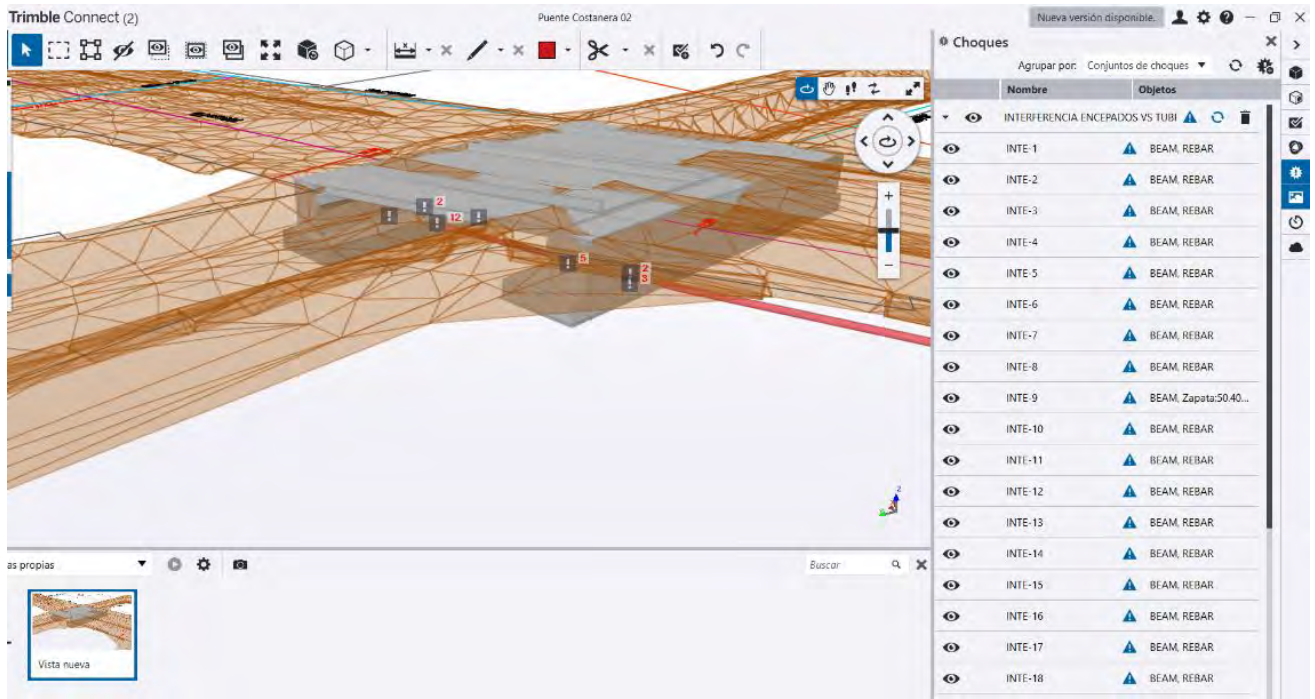 Trimble Connect (2)
Puente Costanera 02
Nueva versión disponible.
Choques
Agrupar por: Conjuntos de choques
Nombre Objetos
INTERFERENCIA ENCEPADOS VS TUBI
INTE-1 BEAM, REBAR
INTE-2 BEAM, REBAR
INTE-3 BEAM, REBAR
INTE-4 BEAM, REBAR
INTE-5 BEAM, REBAR
INTE-6 BEAM, REBAR
INTE-7 BEAM, REBAR
INTE-8 BEAM, REBAR
INTE-9 BEAM, Zapata:50.40...
INTE-10 BEAM, REBAR
INTE-11 BEAM, REBAR
INTE-12 BEAM, REBAR
INTE-13 BEAM, REBAR
INTE-14 BEAM, REBAR
INTE-15 BEAM, REBAR
INTE-16 BEAM, REBAR
INTE-17 BEAM, REBAR
INTE-18 BEAM, REBAR
2
12
5
2
3
z
as propias
Buscar
Vista nueva